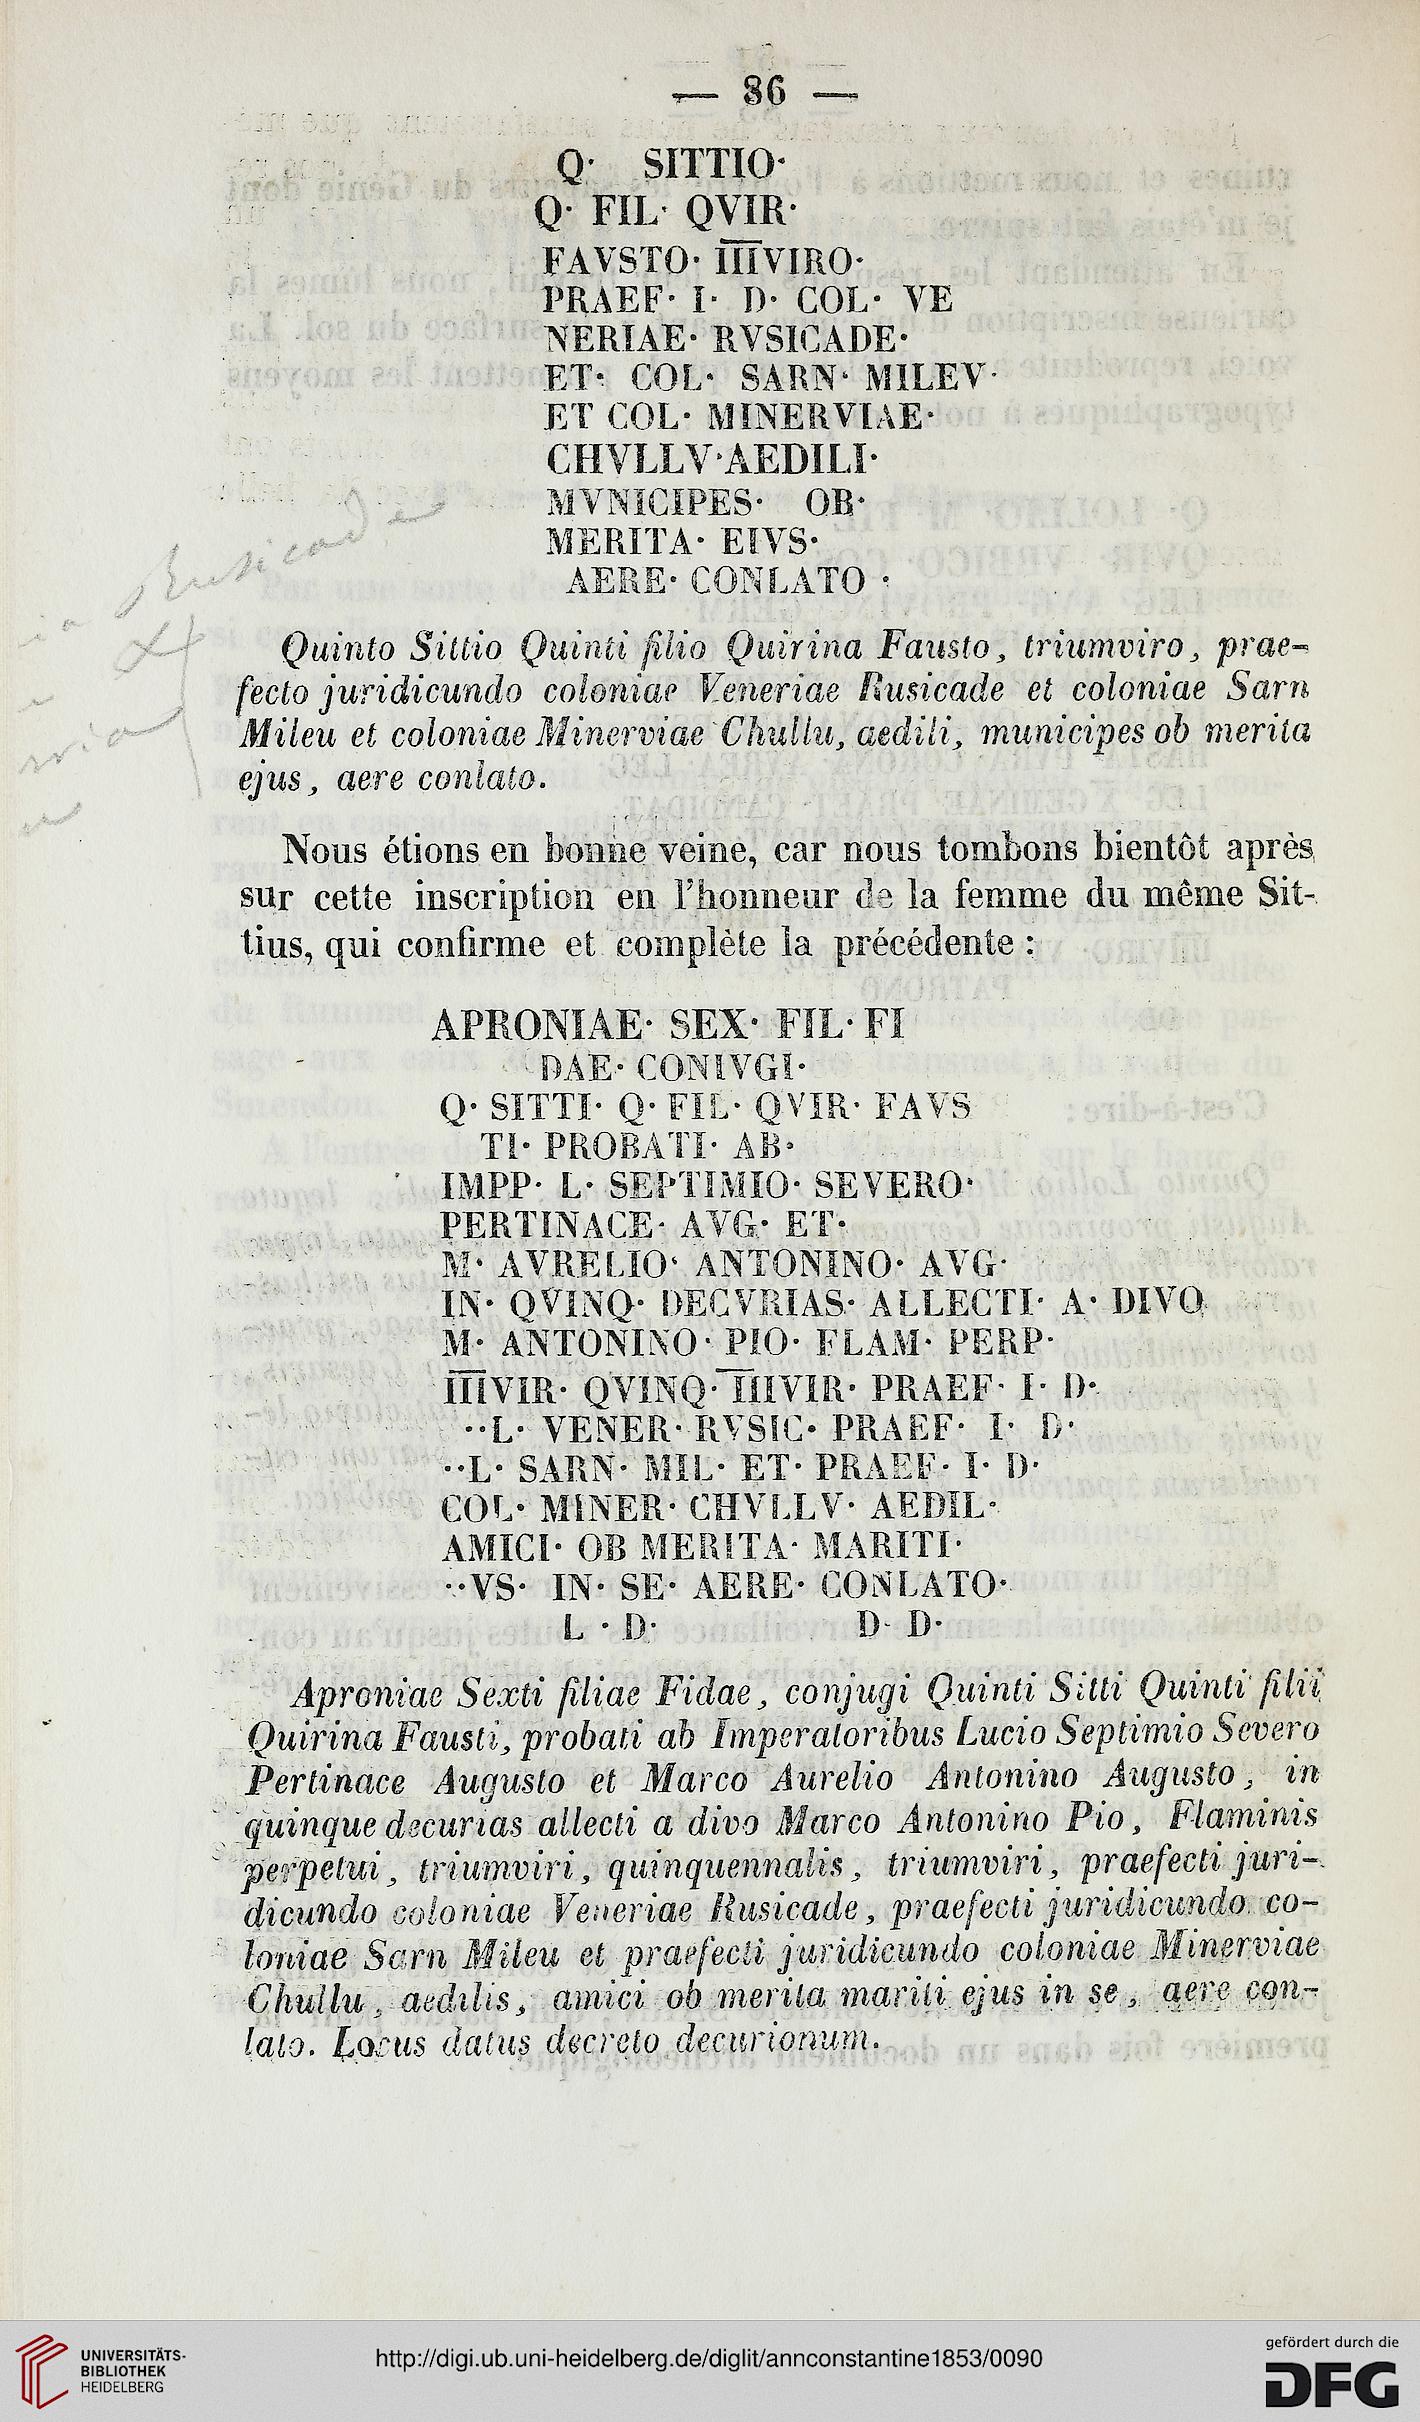 — 86 —
Q· SITTIO·
Q· FIL· QVIR·
FAVSTO· I̅I̅I̅VIRO·
PRAEF· I· D· COL· VE
NERIAE· RVSICADE·
ET· COL· SARN· MILEV·
ET COL· MINERVIAE·
CHVLLV·AEDILI·
MVNICIPES· OB·
MERITA· EIVS·
AERE· CONLATO ·
Rusicade
Quinto Sittio Quinti filio Quirina Fausto, triumviro, prae-
fecto juridicundo coloniae Veneriae Rusicade et coloniae Sarn
Mileu et coloniae Minerviae Chullu, aedili, municipes ob merita
ejus, aere conlato.
Nous étions en bonne veine, car nous tombons bientôt après
sur cette inscription en l'honneur de la femme du même Sit-
tius, qui confirme et complète la précédente :
APRONIAE· SEX· FIL· FI
DAE· CONIVGI·
Q· SITTI· Q· FIL· QVIR· FAVS
TI· PROBATI· AB·
IMPP· L· SEPTIMIO· SEVERO·
PERTINACE· AVG· ET·
M· AVRELIO· ANTONINO· AVG·
IN· QVINQ· DECVRIAS· ALLECTI· A· DIVO
M· ANTONINO· PIO· FLAM· PERP·
I̅I̅I̅VIR· QVINQ· I̅I̅I̅VIR· PRAEF· I· D·
··L· VENER· RVSIC· PRAEF· I· D·
··L· SARN· MIL· ET· PRAEF· I· D·
COL· MINER· CHVLLV· AEDIL·
AMICI· OB MERITA· MARITI·
··VS· IN· SE· AERE· CONLATO·
L · D· D· D·
Aproniae Sexti filiae Fidae, conjugi Quinti Sitti Quinti filii
Quirina Fausti, probati ab Imperatoribus Lucio Septimio Severo
Pertinace Augusto et Marco Aurelio Antonino Augusto, in
quinque decurias allecti a divo Marco Antonino Pio, Flaminis
perpetui, triumviri, quinquennalis, triumviri, praefecti juri-
dicundo coloniae Veneriae Rusicade, praefecti juridicundo co-
loniae Sarn Mileu et praefecti juridicundo coloniae Minerviae
Chullu, aedilis, amici ob merita mariti ejus in se, aere con-
lato. Locus datus decreto decurionum.
UNIVERSITÄTS-
BIBLIOTHEK
HEIDELBERG
http://digi.ub.uni-heidelberg.de/diglit/annconstantine1853/0090
gefördert durch die
DFG